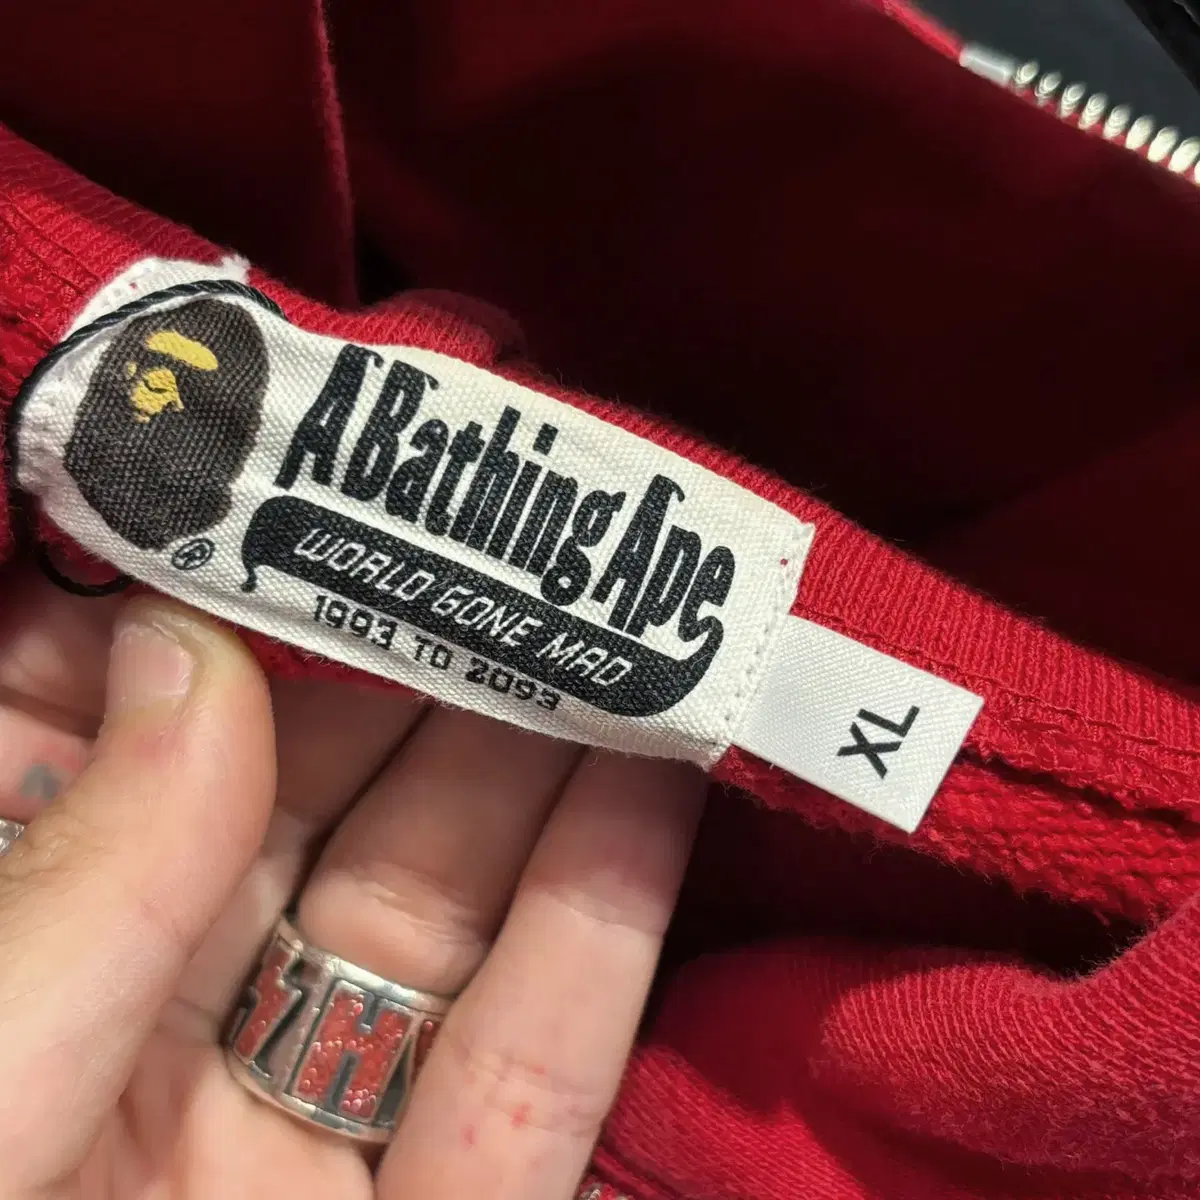 A Bathing Ape
WORLD GONE MAD
1993 TO 2093
®
XL
H